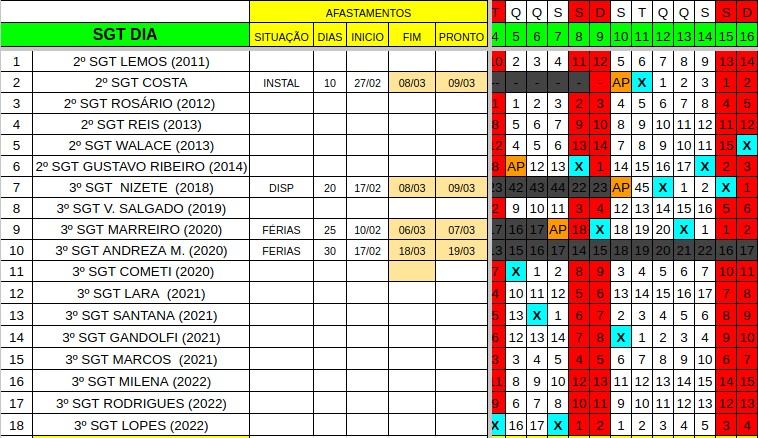 AFASTAMENTOS T Q Q S S D S T Q Q S S D
SGT DIA SITUAÇÃO DIAS INICIO FIM PRONTO 4 5 6 7 8 9 10 11 12 13 14 15 16
1 2º SGT LEMOS (2011) 10 2 3 4 11 12 5 6 7 8 9 13 14
2 2º SGT COSTA INSTAL 10 27/02 08/03 09/03 -- - - - - - AP X 1 2 3 1 2
3 2º SGT ROSÁRIO (2012) 1 1 2 3 2 3 4 5 6 7 8 4 5
4 2º SGT REIS (2013) 8 5 6 7 9 10 8 9 10 11 12 11 12
5 2º SGT WALACE (2013) 12 4 5 6 13 14 7 8 9 10 11 15 X
6 2º SGT GUSTAVO RIBEIRO (2014) 8 AP 12 13 X 1 14 15 16 17 X 2 3
7 3º SGT NIZETE (2018) DISP 20 17/02 08/03 09/03 23 42 43 44 22 23 AP 45 X 1 2 X 1
8 3º SGT V. SALGADO (2019) 2 9 10 11 3 4 12 13 14 15 16 5 6
9 3º SGT MARREIRO (2020) FÉRIAS 25 10/02 06/03 07/03 17 16 17 AP 18 X 18 19 20 X 1 1 2
10 3º SGT ANDREZA M. (2020) FERIAS 30 17/02 18/03 19/03 13 15 16 17 14 15 18 19 20 21 22 16 17
11 3º SGT COMETI (2020) 7 X 1 2 8 9 3 4 5 6 7 10 11
12 3º SGT LARA (2021) 4 10 11 12 5 6 13 14 15 16 17 7 8
13 3º SGT SANTANA (2021) 5 13 X 1 6 7 2 3 4 5 6 8 9
14 3º SGT GANDOLFI (2021) 6 12 13 14 7 8 X 1 2 3 4 9 10
15 3º SGT MARCOS (2021) 3 3 4 5 4 5 6 7 8 9 10 6 7
16 3º SGT MILENA (2022) 11 8 9 10 12 13 11 12 13 14 15 14 15
17 3º SGT RODRIGUES (2022) 9 6 7 8 10 11 9 10 11 12 13 12 13
18 3º SGT LOPES (2022) X 16 17 X 1 2 1 2 3 4 5 3 4